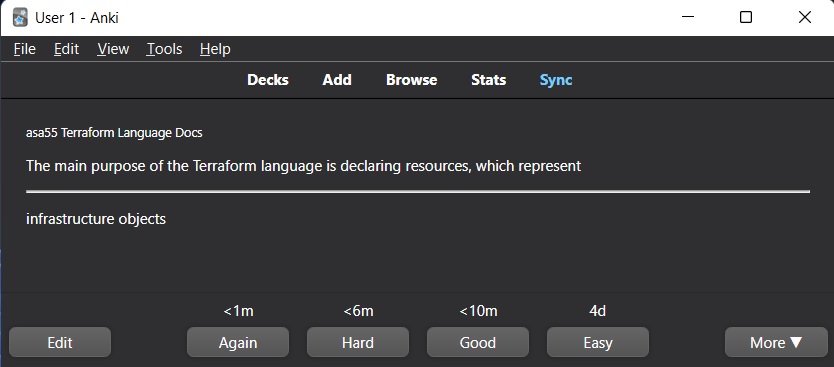 User 1 - Anki
File Edit View Tools Help
Decks Add Browse Stats Sync
asa55 Terraform Language Docs
The main purpose of the Terraform language is declaring resources, which represent
infrastructure objects
<1m <6m <10m 4d
Edit Again Hard Good Easy More ▼